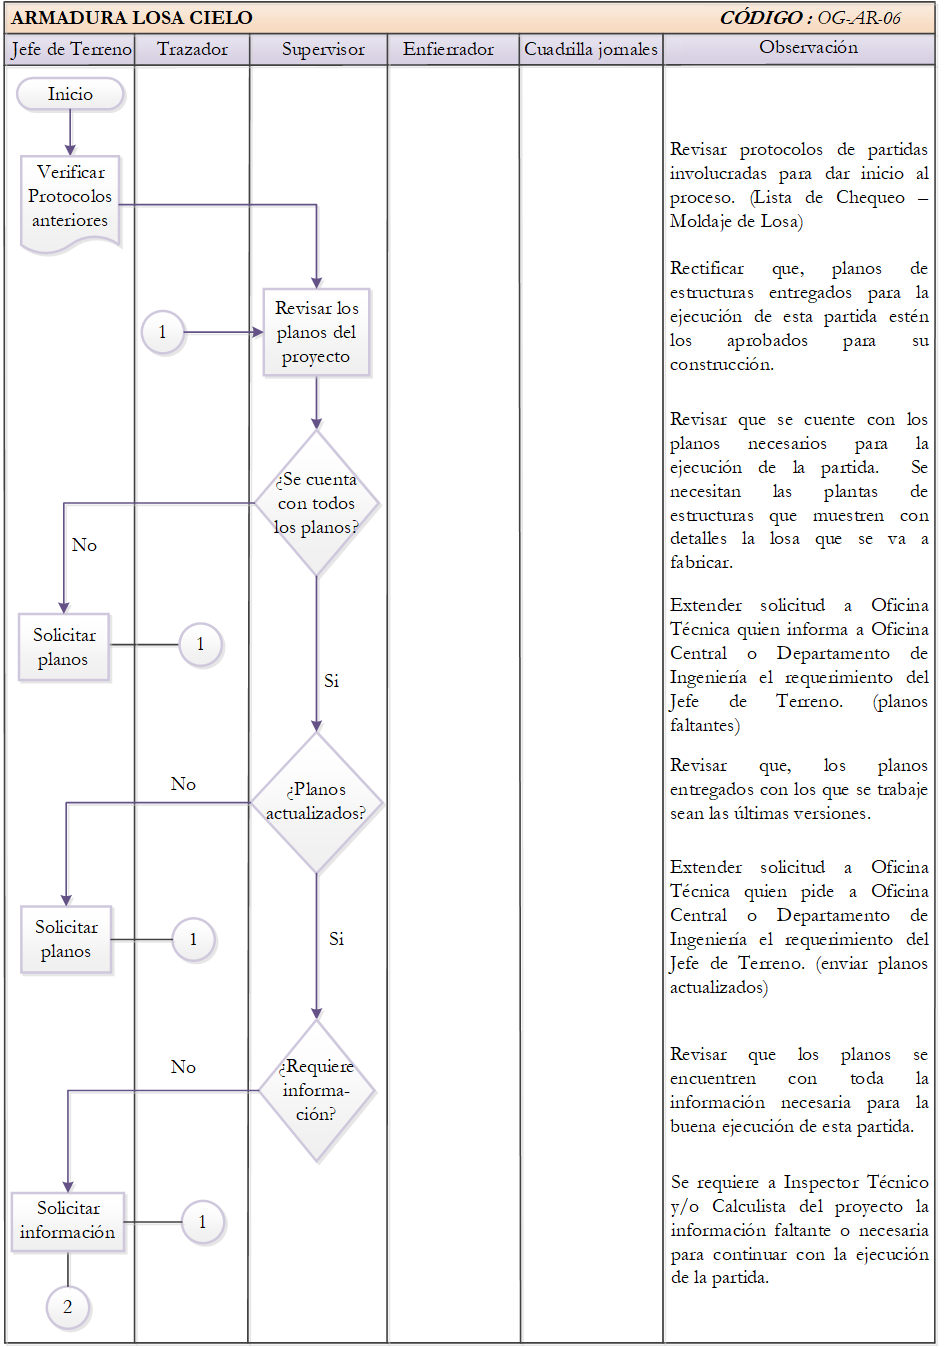 ARMADURA LOSA CIELO
CÓDIGO : OG-AR-06
Jefe de Terreno
Trazador
Supervisor
Enfierrador
Cuadrilla jornales
Observación
Inicio
Verificar
Protocolos
anteriores
Revisar protocolos de partidas
involucradas para dar inicio al
proceso. (Lista de Chequeo –
Moldaje de Losa)
1
Revisar los
planos del
proyecto
Rectificar que, planos de
estructuras entregados para la
ejecución de esta partida estén
los aprobados para su
construcción.
¿Se cuenta
con todos
los planos?
No
Revisar que se cuente con los
planos necesarios para la
ejecución de la partida. Se
necesitan las plantas de
estructuras que muestren con
detalles la losa que se va a
fabricar.
Solicitar
planos
1
Si
Extender solicitud a Oficina
Técnica quien informa a Oficina
Central o Departamento de
Ingeniería el requerimiento del
Jefe de Terreno. (planos
faltantes)
No
¿Planos
actualizados?
Revisar que, los planos
entregados con los que se trabaje
sean las últimas versiones.
Solicitar
planos
1
Si
Extender solicitud a Oficina
Técnica quien pide a Oficina
Central o Departamento de
Ingeniería el requerimiento del
Jefe de Terreno. (enviar planos
actualizados)
No
¿Requiere
informa-
ción?
Revisar que los planos se
encuentren con toda la
información necesaria para la
buena ejecución de esta partida.
Solicitar
información
1
2
Se requiere a Inspector Técnico
y/o Calculista del proyecto la
información faltante o necesaria
para continuar con la ejecución
de la partida.